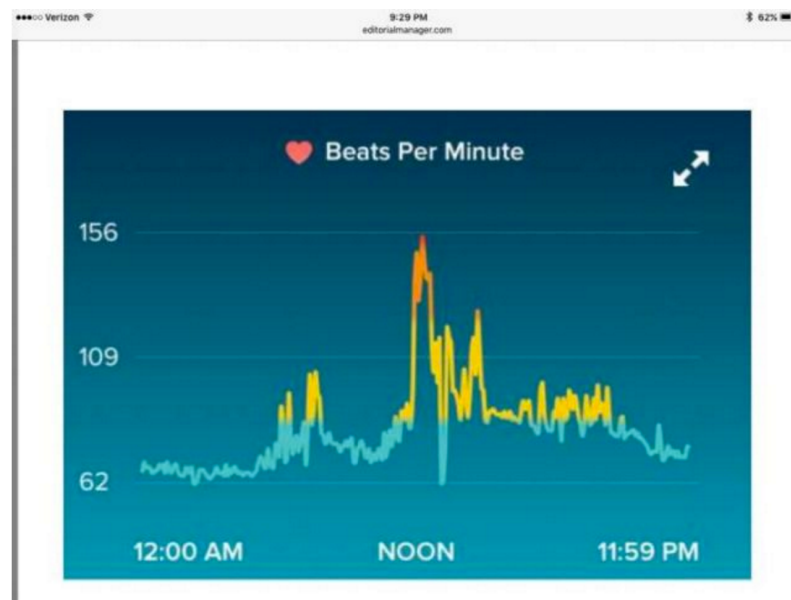 Verizon 9:29 PM 62%
editorialmanager.com
Beats Per Minute
156
109
62
12:00 AM NOON 11:59 PM